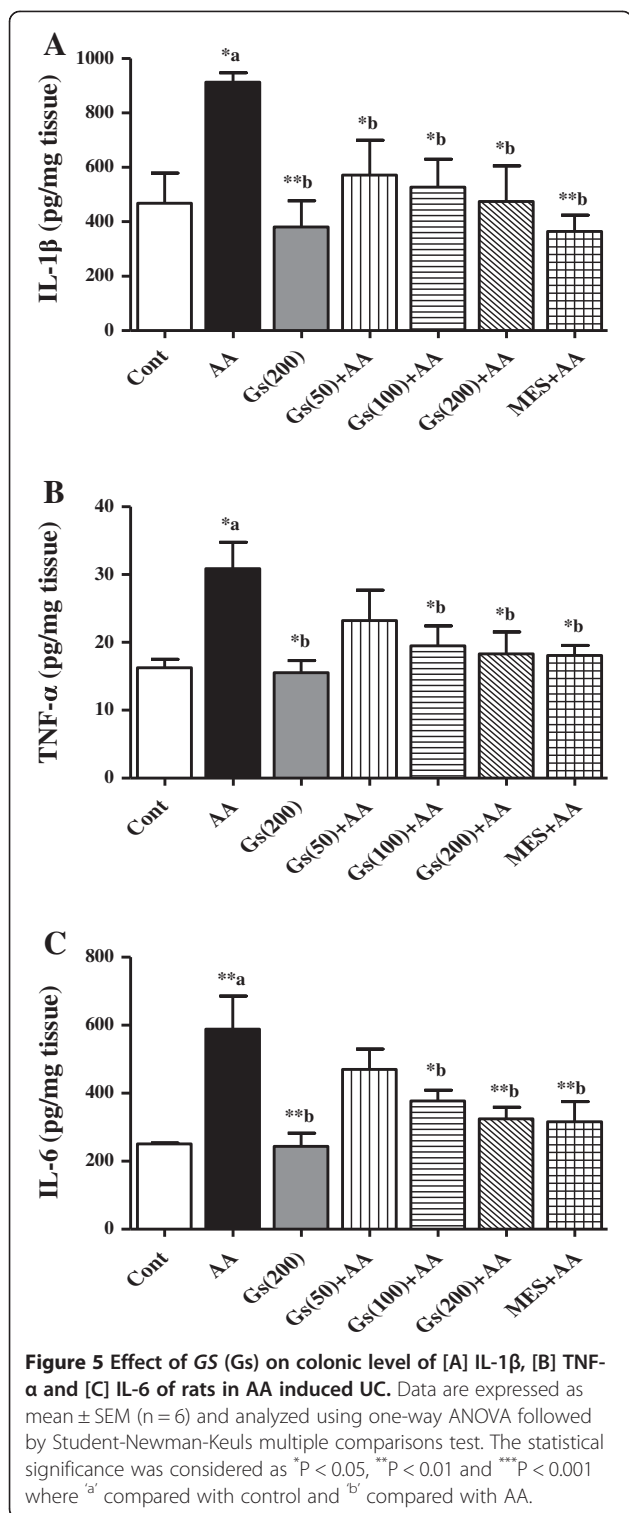 A
IL-1β (pg/mg tissue)
1000
800
600
400
200
0
*a
**b
*b
*b
*b
**b
Cont
AA
Gs(200)
Gs(50)+AA
Gs(100)+AA
Gs(200)+AA
MES+AA
B
TNF-α (pg/mg tissue)
40
30
20
10
0
*a
*b
*b
*b
*b
Cont
AA
Gs(200)
Gs(50)+AA
Gs(100)+AA
Gs(200)+AA
MES+AA
C
IL-6 (pg/mg tissue)
800
600
400
200
0
**a
**b
*b
**b
**b
Cont
AA
Gs(200)
Gs(50)+AA
Gs(100)+AA
Gs(200)+AA
MES+AA
Figure 5 Effect of GS (Gs) on colonic level of [A] IL-1β, [B] TNF-
α and [C] IL-6 of rats in AA induced UC. Data are expressed as
mean ± SEM (n = 6) and analyzed using one-way ANOVA followed
by Student-Newman-Keuls multiple comparisons test. The statistical
significance was considered as *P < 0.05, **P < 0.01 and ***P < 0.001
where 'a' compared with control and 'b' compared with AA.